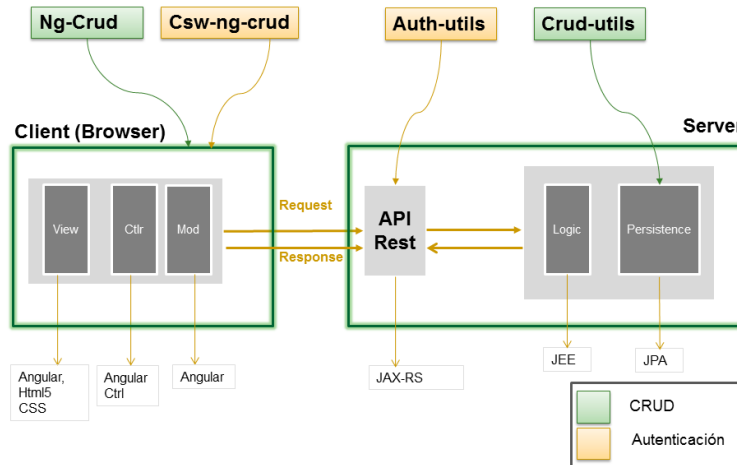 Ng-Crud
Csw-ng-crud
Auth-utils
Crud-utils
Client (Browser)
Server
View
Ctlr
Mod
Request
Response
API
Rest
Logic
Persistence
Angular,
Html5
CSS
Angular
Ctrl
Angular
JAX-RS
JEE
JPA
CRUD
Autenticación